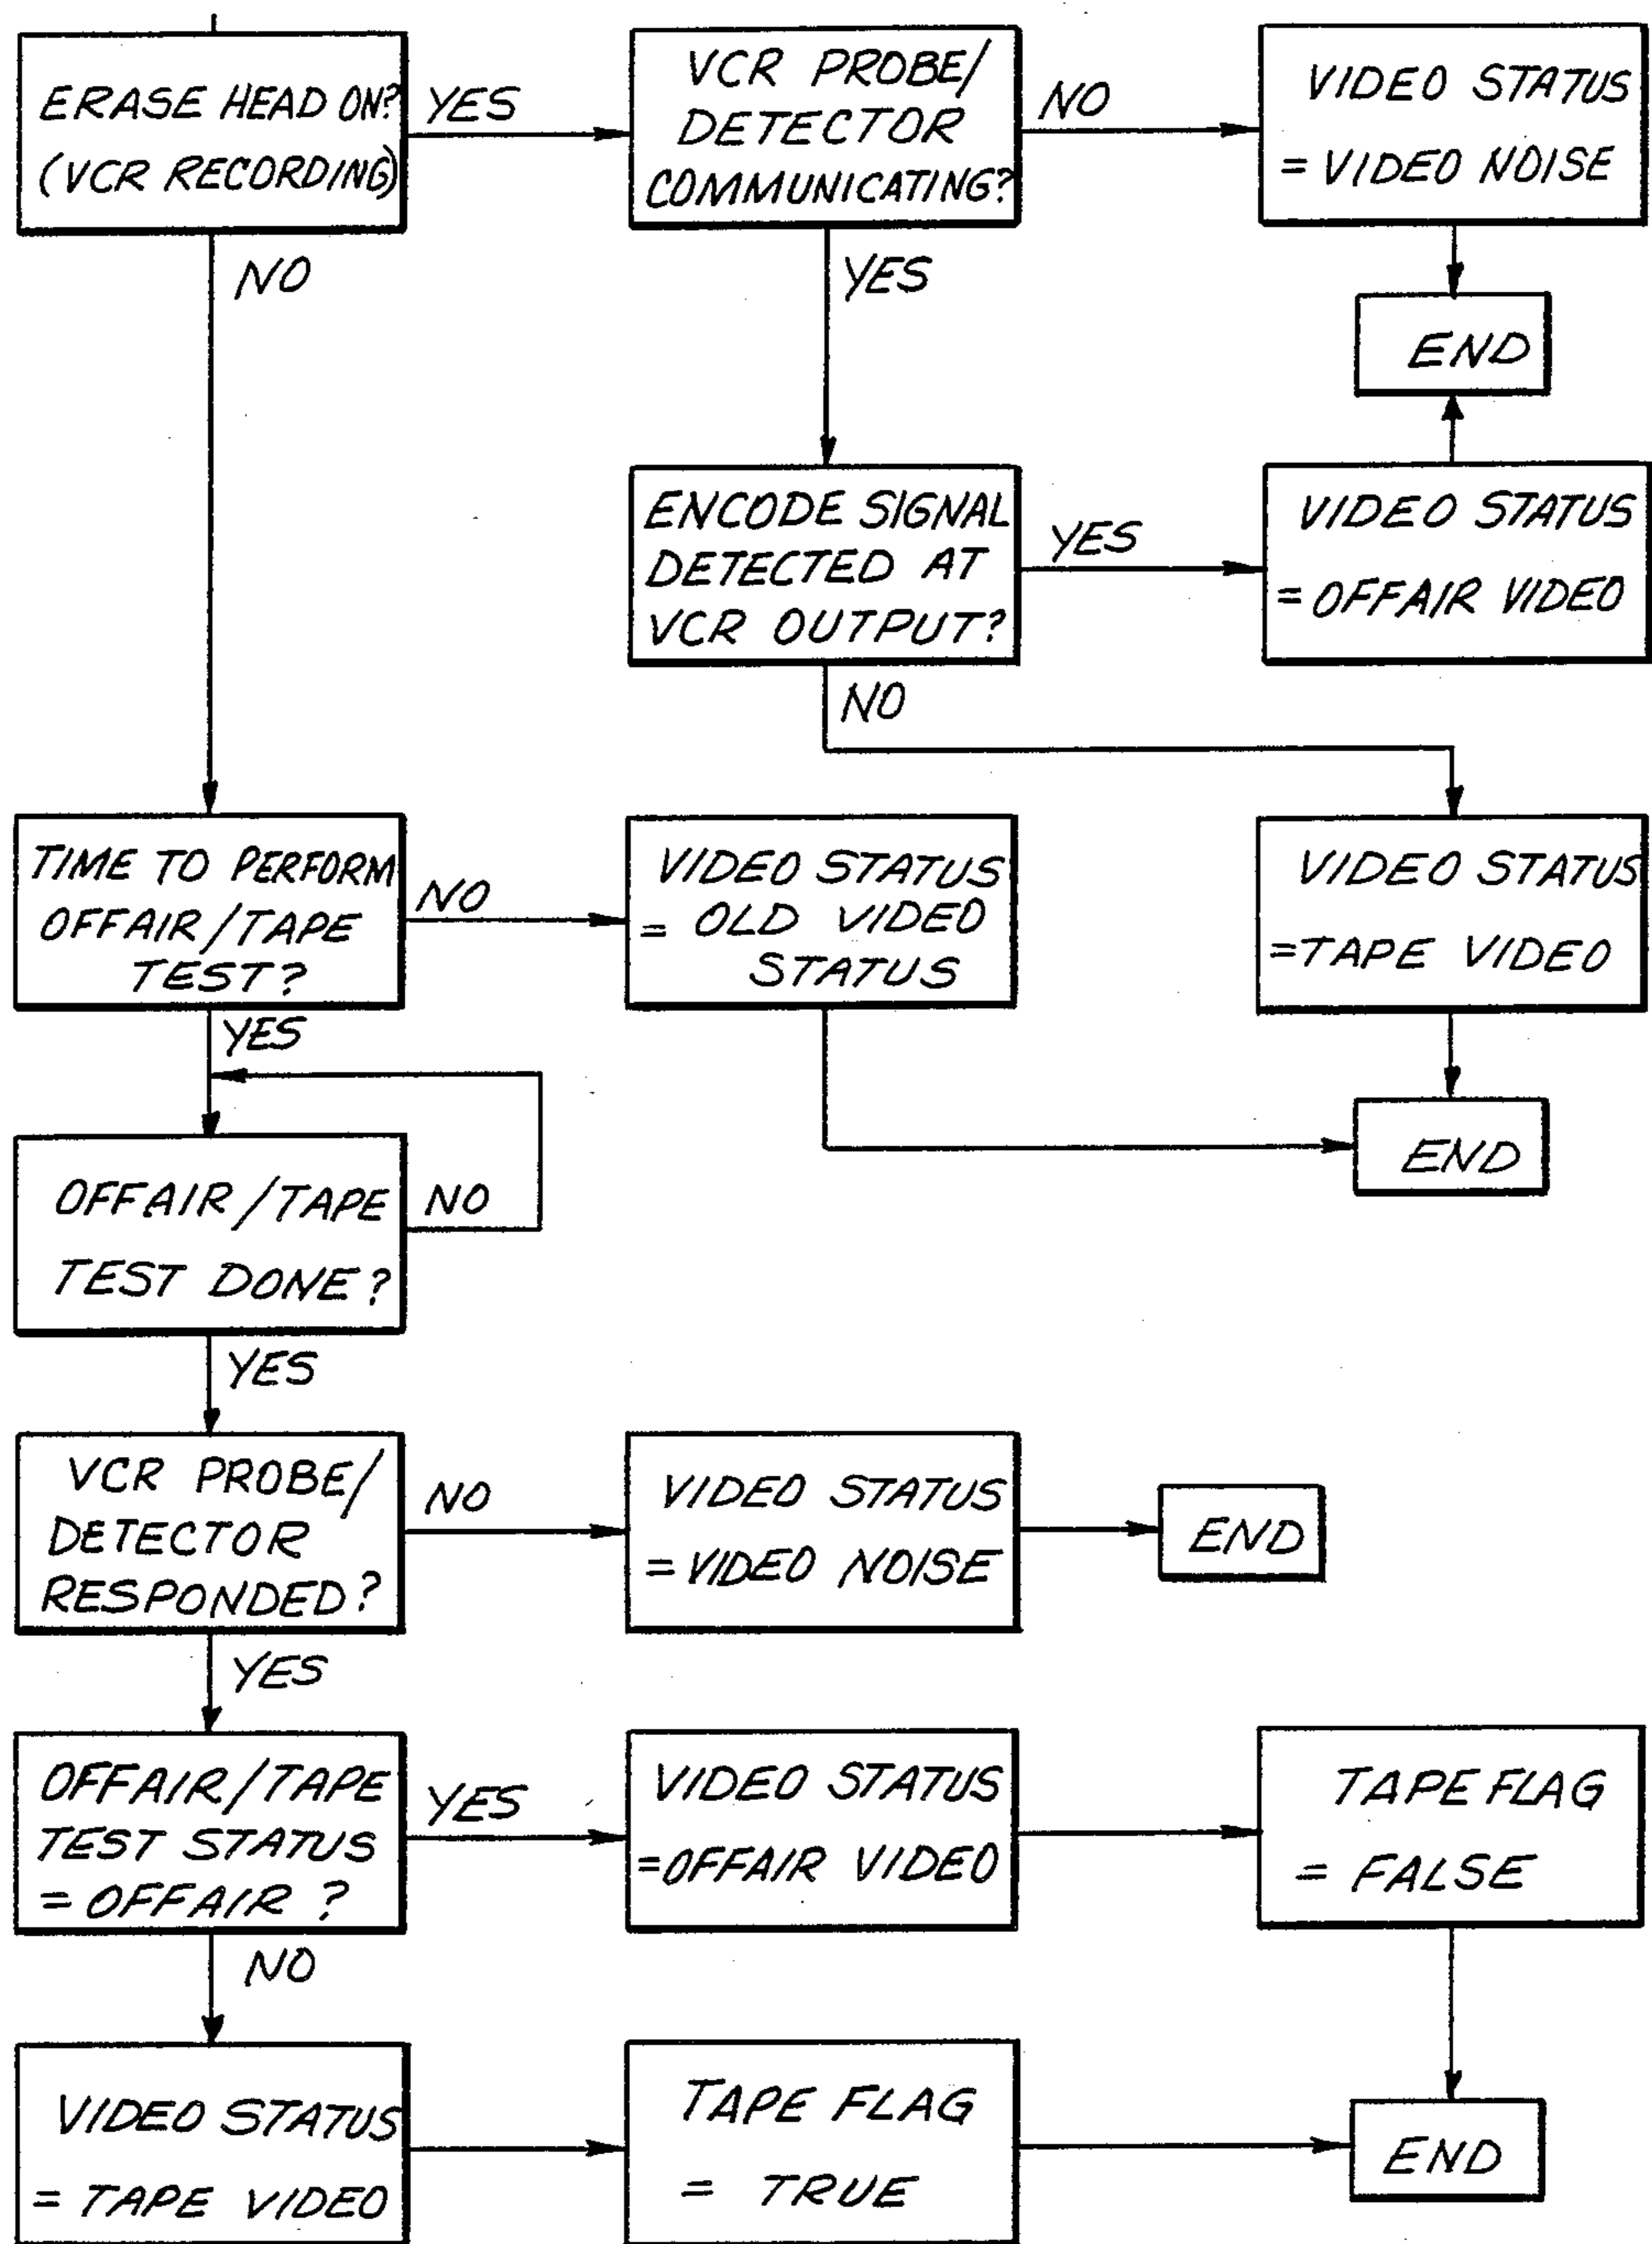 ERASE HEAD ON?
(VCR RECORDING)
YES
VCR PROBE/
DETECTOR
COMMUNICATING?
NO
VIDEO STATUS
= VIDEO NOISE
NO
YES
END
ENCODE SIGNAL
DETECTED AT
VCR OUTPUT?
YES
VIDEO STATUS
= OFFAIR VIDEO
NO
TIME TO PERFORM
OFFAIR/TAPE
TEST?
NO
VIDEO STATUS
= OLD VIDEO
STATUS
VIDEO STATUS
=TAPE VIDEO
YES
END
OFFAIR/TAPE
TEST DONE?
NO
YES
VCR PROBE/
DETECTOR
RESPONDED?
NO
VIDEO STATUS
= VIDEO NOISE
END
YES
OFFAIR/TAPE
TEST STATUS
= OFFAIR ?
YES
VIDEO STATUS
=OFFAIR VIDEO
TAPE FLAG
= FALSE
NO
VIDEO STATUS
= TAPE VIDEO
TAPE FLAG
= TRUE
END